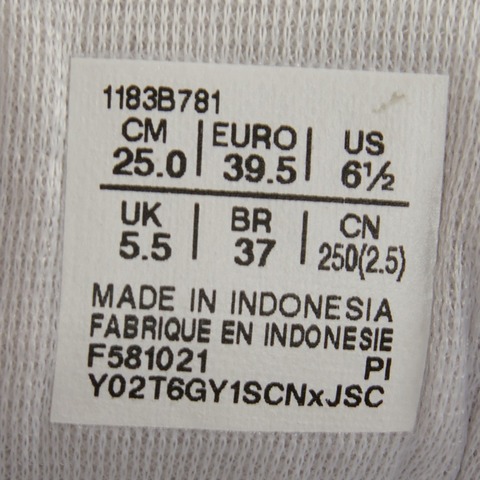 1183B781
CM | EURO | US
25.0 | 39.5 | 6½
UK | BR | CN
5.5 | 37 | 250(2.5)
MADE IN INDONESIA
FABRIQUE EN INDONESIE
F581021 PI
Y02T6GY1SCNxJSC